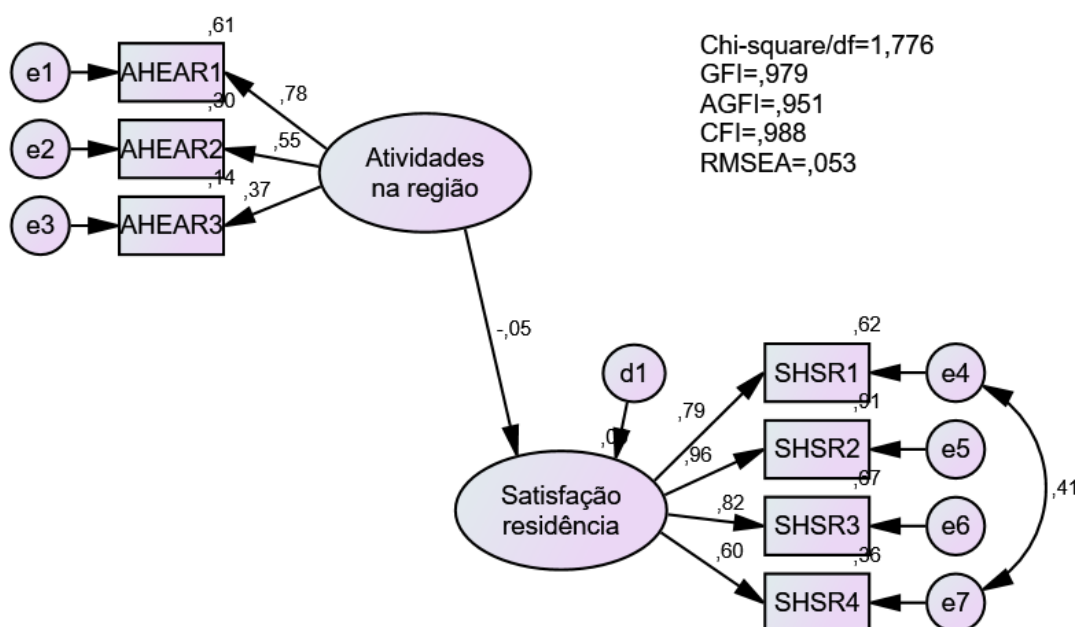 Chi-square/df=1,776
GFI=,979
AGFI=,951
CFI=,988
RMSEA=,053
,61
e1
AHEAR1
,78
,30
e2
AHEAR2
,55
,14
e3
AHEAR3
,37
Atividades
na região
-,05
d1
Satisfação
residência
,62
,79
SHSR1
e4
,91
,96
SHSR2
e5
,67
,82
SHSR3
e6
,36
,60
SHSR4
e7
,41